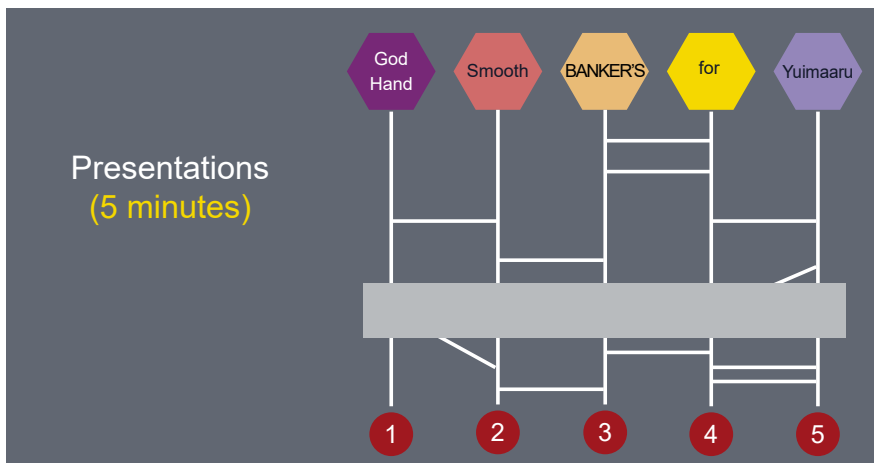 God
Hand
Smooth
BANKER'S
for
Yuimaaru
Presentations
(5 minutes)
1
2
3
4
5